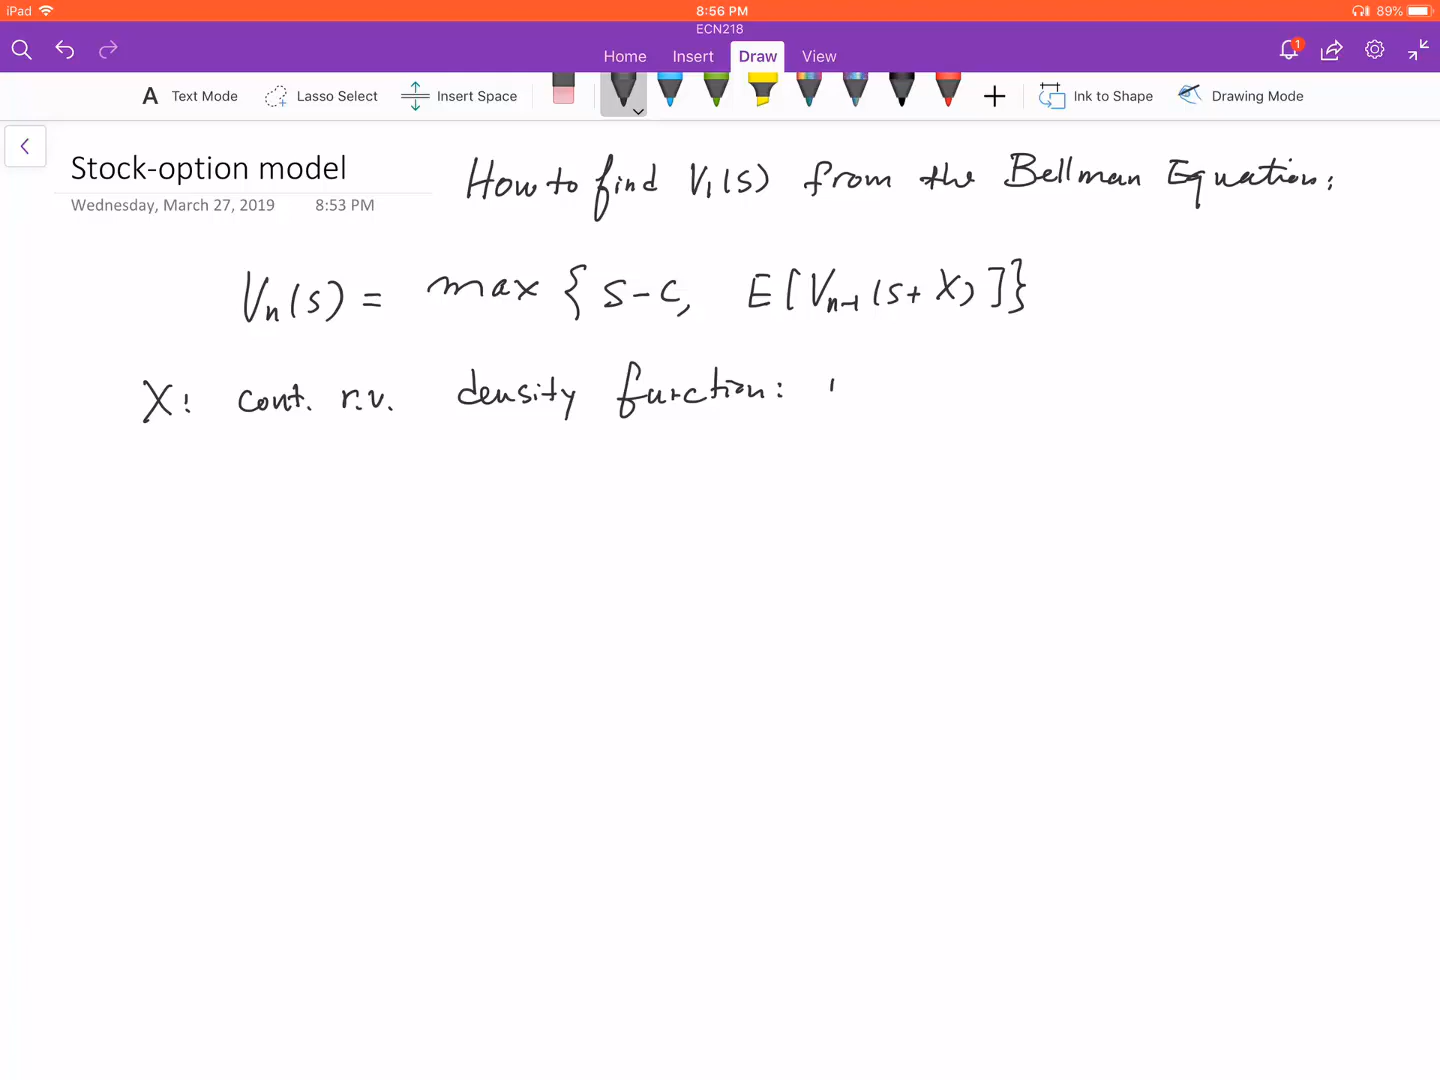 iPad 8:56 PM 89%
ECN218
Home Insert Draw View 1
A Text Mode Lasso Select Insert Space Ink to Shape Drawing Mode
Stock-option model
Wednesday, March 27, 2019 8:53 PM
How to find V₁(s) from the Bellman Equation:
Vₙ(s) = max { s-c, E[Vₙ₋₁(s+X)]}
X: cont. r.v. density function: